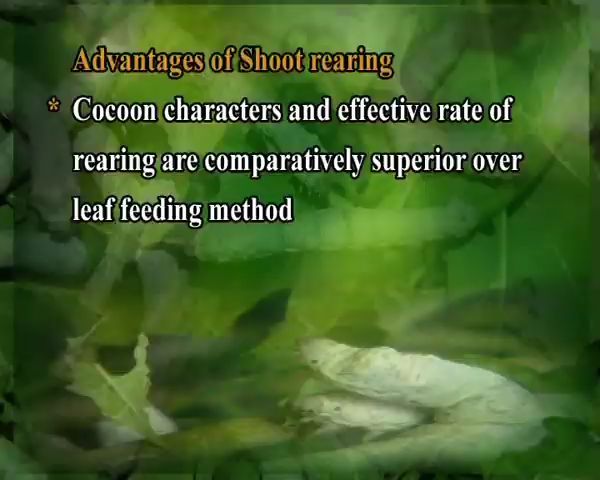 Advantages of Shoot rearing
* Cocoon characters and effective rate of
rearing are comparatively superior over
leaf feeding method